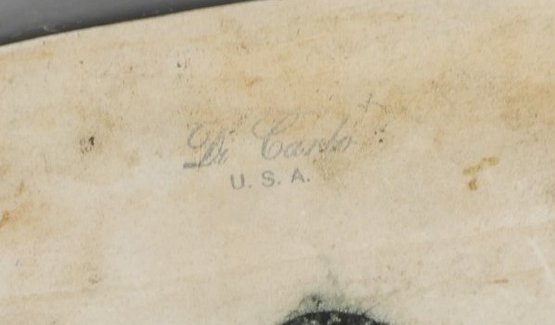 Di Carlo
U. S. A.